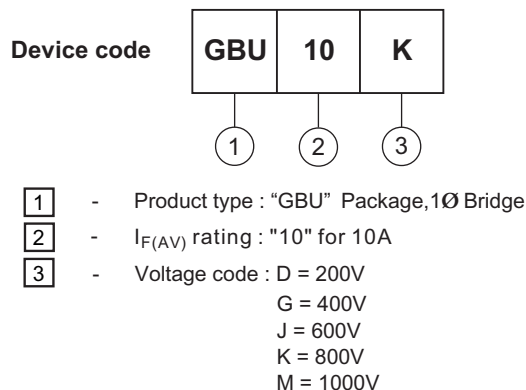 Device code GBU 10 K
1 2 3
1 - Product type : “GBU” Package,1Ø Bridge
2 - IF(AV) rating : "10" for 10A
3 - Voltage code : D = 200V
G = 400V
J = 600V
K = 800V
M = 1000V